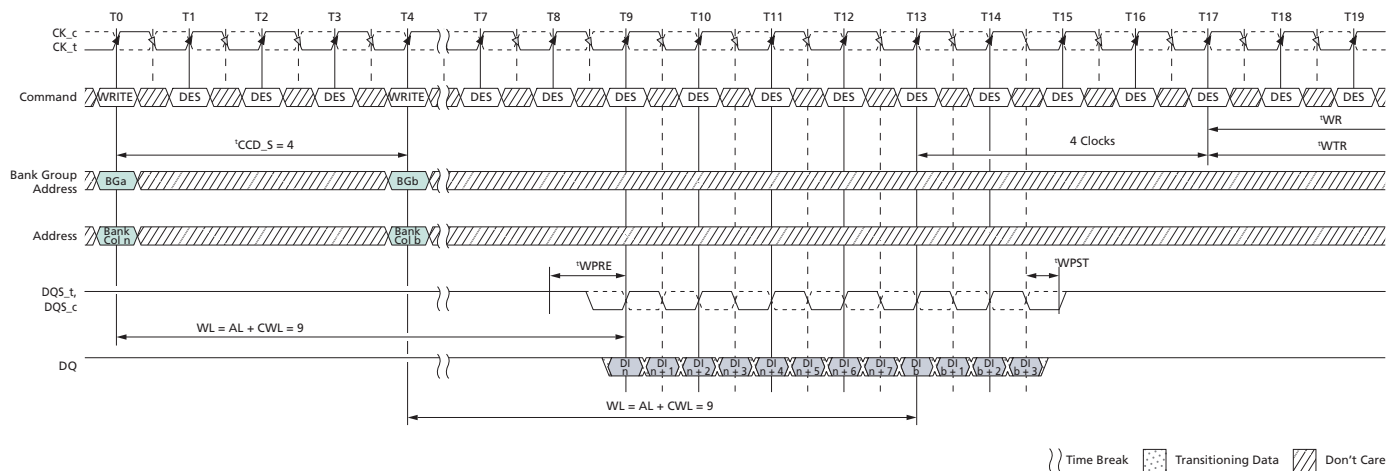 T0 T1 T2 T3 T4 T7 T8 T9 T10 T11 T12 T13 T14 T15 T16 T17 T18 T19
CK_c
CK_t
Command WRITE DES DES DES WRITE DES DES DES DES DES DES DES DES DES DES DES DES DES
tWR
tCCD_S = 4 4 Clocks tWTR
Bank Group
Address BGa BGb
Address Bank
Col n Bank
Col b
tWPRE tWPST
DQS_t,
DQS_c
WL = AL + CWL = 9
DQ DI
n DI
n + 1 DI
n + 2 DI
n + 3 DI
n + 4 DI
n + 5 DI
n + 6 DI
n + 7 DI
b DI
b + 1 DI
b + 2 DI
b + 3
WL = AL + CWL = 9
Time Break Transitioning Data Don't Care